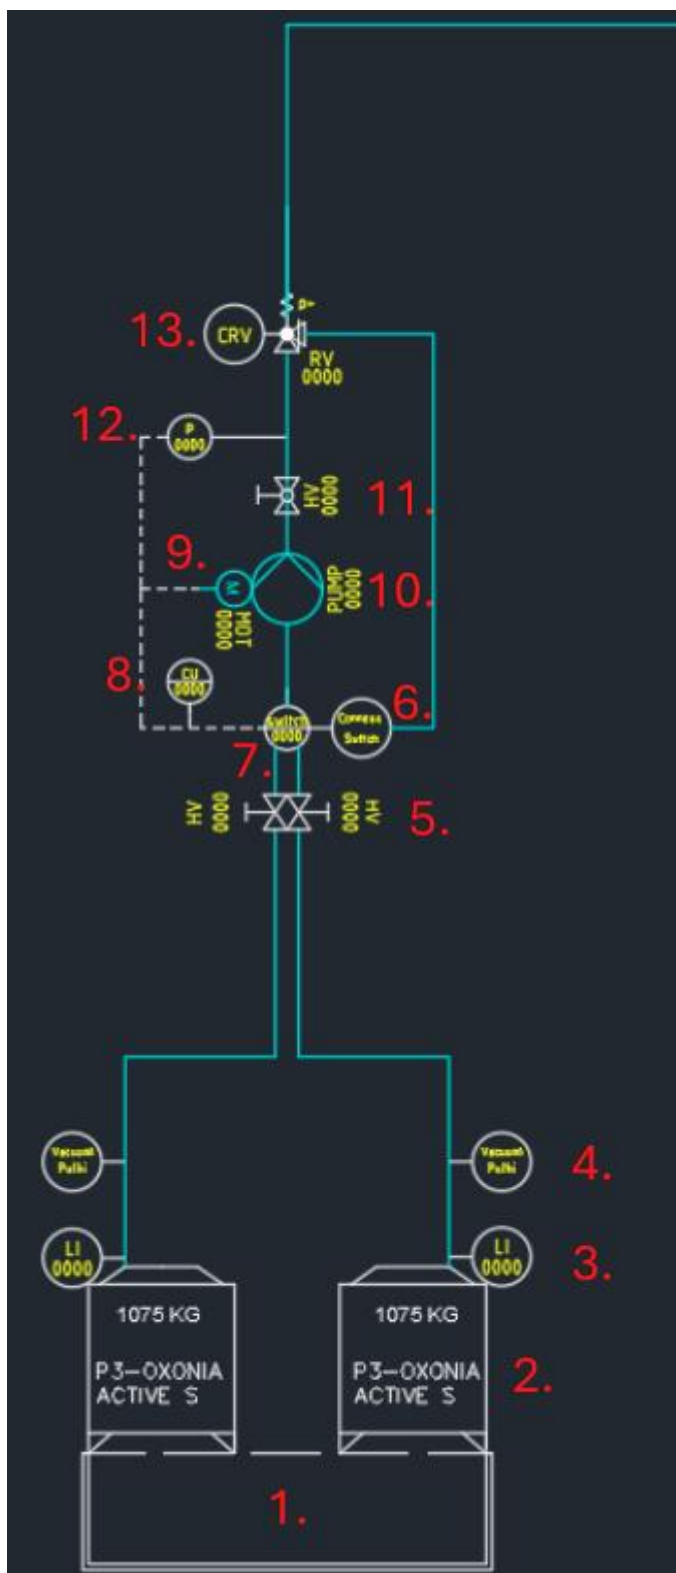 P+
13.
CRV
RV
0000
12.
P
0000
HV
0000
11.
9.
M
MOT
0000
PUMP
0000
10.
8.
CU
0000
Switch
0000
Conness
Switch
6.
7.
HV
0000
0000
HV
5.
Vacuum
Pulhi
Vacuum
Pulhi
4.
LI
0000
LI
0000
3.
1075 KG
P3-OXONIA
ACTIVE S
1075 KG
P3-OXONIA
ACTIVE S
2.
1.